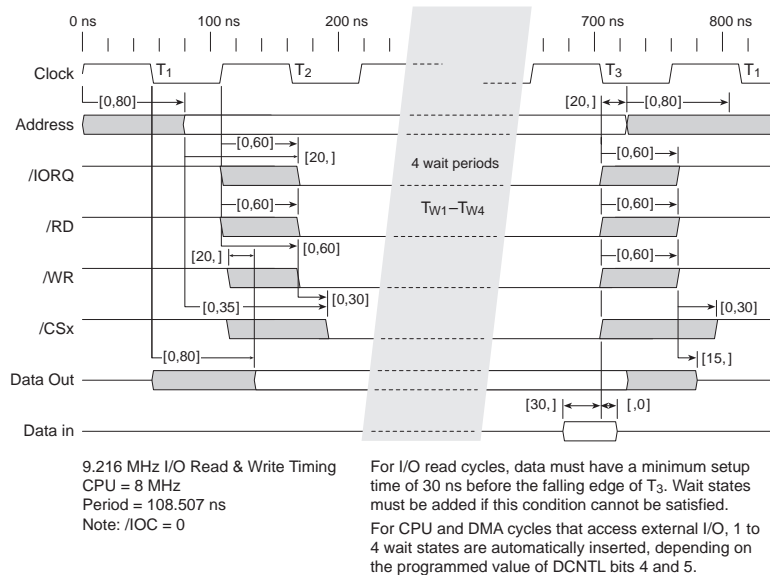 0 ns 100 ns 200 ns 700 ns 800 ns
Clock T1 T2 T3 T1
[0,80] [20,] [0,80]
Address
[0,60] [20,] [0,60]
/IORQ
4 wait periods
[0,60] [0,60]
/RD
TW1–TW4
[20,] [0,60] [0,60]
/WR
[0,35] [0,30] [0,30]
/CSx
[0,80] [15,]
Data Out
[30,] [ ,0]
Data in
9.216 MHz I/O Read & Write Timing
CPU = 8 MHz
Period = 108.507 ns
Note: /IOC = 0
For I/O read cycles, data must have a minimum setup
time of 30 ns before the falling edge of T3. Wait states
must be added if this condition cannot be satisfied.
For CPU and DMA cycles that access external I/O, 1 to
4 wait states are automatically inserted, depending on
the programmed value of DCNTL bits 4 and 5.